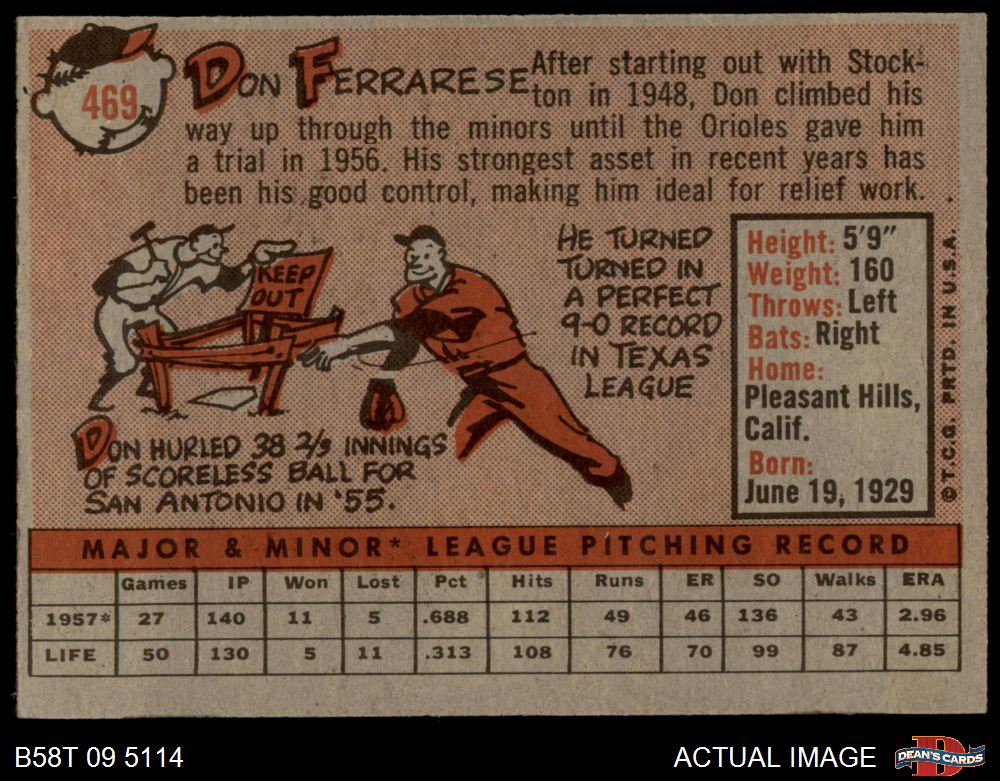 469
DON FERRARESE
After starting out with Stock-
ton in 1948, Don climbed his
way up through the minors until the Orioles gave him
a trial in 1956. His strongest asset in recent years has
been his good control, making him ideal for relief work.
KEEP
OUT
HE TURNED
TURNED IN
A PERFECT
9-0 RECORD
IN TEXAS
LEAGUE
DON HURLED 38 2/3 INNINGS
OF SCORELESS BALL FOR
SAN ANTONIO IN '55.
Height: 5'9"
Weight: 160
Throws: Left
Bats: Right
Home:
Pleasant Hills,
Calif.
Born:
June 19, 1929
©T.C.G. PRTD. IN U.S.A.
MAJOR & MINOR* LEAGUE PITCHING RECORD
Games IP Won Lost Pct Hits Runs ER SO Walks ERA
1957* 27 140 11 5 .688 112 49 46 136 43 2.96
LIFE 50 130 5 11 .313 108 76 70 99 87 4.85
B58T 09 5114
ACTUAL IMAGE
D
DEAN'S CARDS